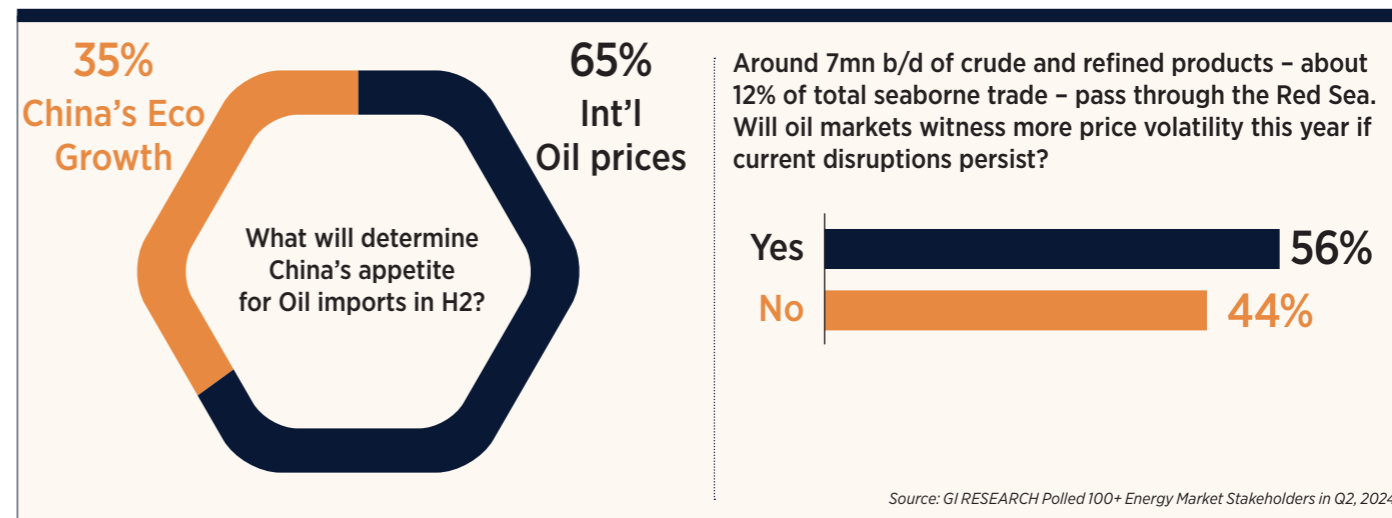 35%
China's Eco
Growth
65%
Int'l
Oil prices
What will determine
China's appetite
for Oil imports in H2?
Around 7mn b/d of crude and refined products – about
12% of total seaborne trade – pass through the Red Sea.
Will oil markets witness more price volatility this year if
current disruptions persist?
Yes
56%
No
44%
Source: GI RESEARCH Polled 100+ Energy Market Stakeholders in Q2, 2024